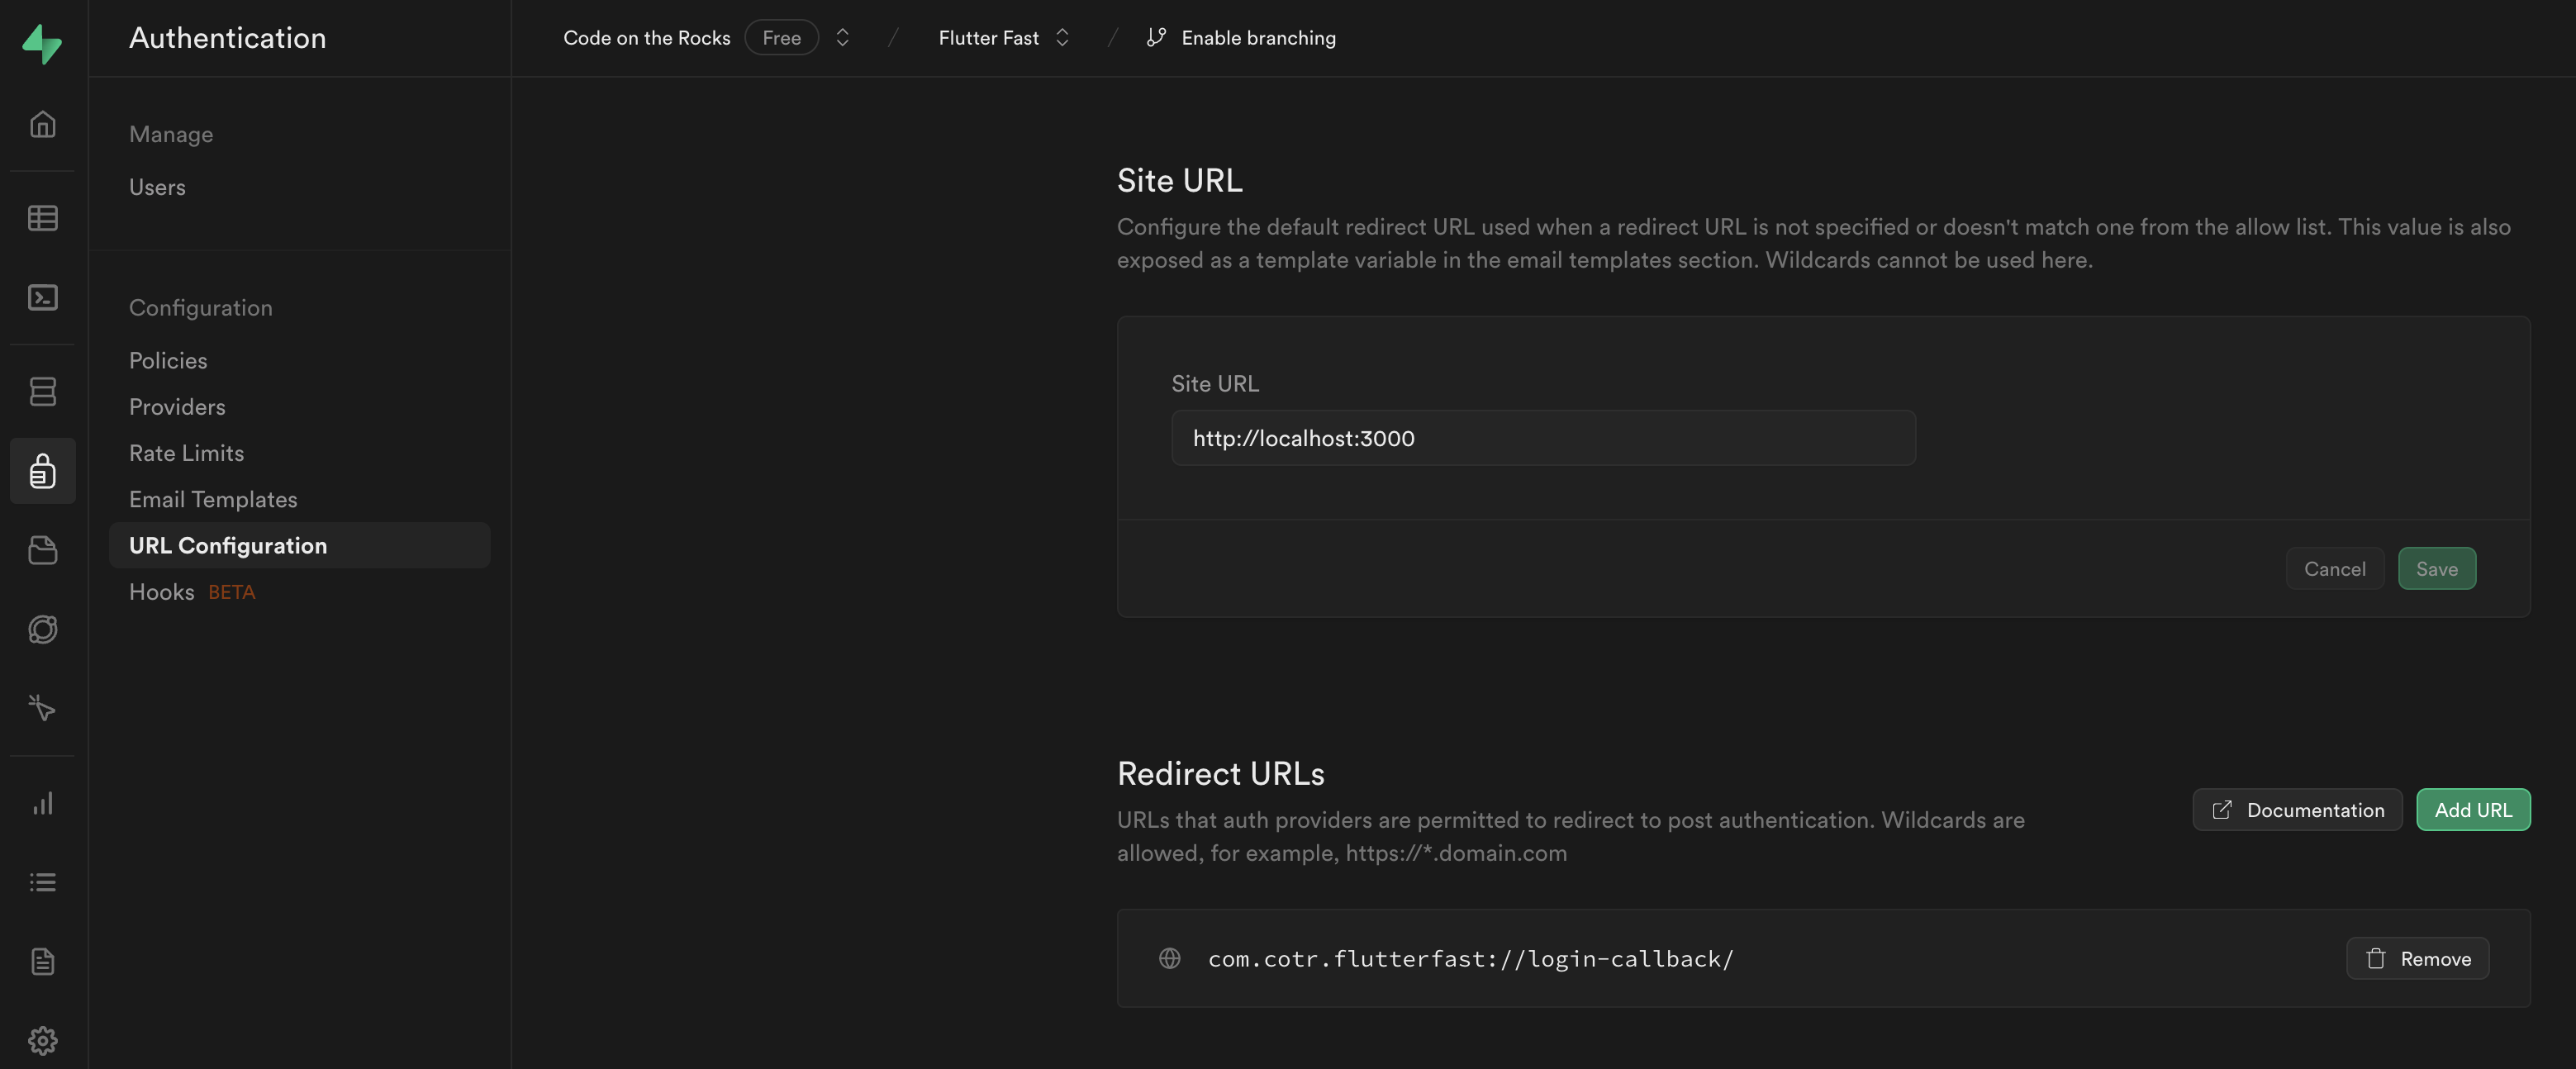 Authentication
Code on the Rocks Free / Flutter Fast / Enable branching
Manage
Users
Configuration
Policies
Providers
Rate Limits
Email Templates
URL Configuration
Hooks BETA
Site URL
Configure the default redirect URL used when a redirect URL is not specified or doesn't match one from the allow list. This value is also
exposed as a template variable in the email templates section. Wildcards cannot be used here.
Site URL
http://localhost:3000
Cancel Save
Redirect URLs
URLs that auth providers are permitted to redirect to post authentication. Wildcards are
allowed, for example, https://*.domain.com
Documentation Add URL
com.cotr.flutterfast://login-callback/ Remove